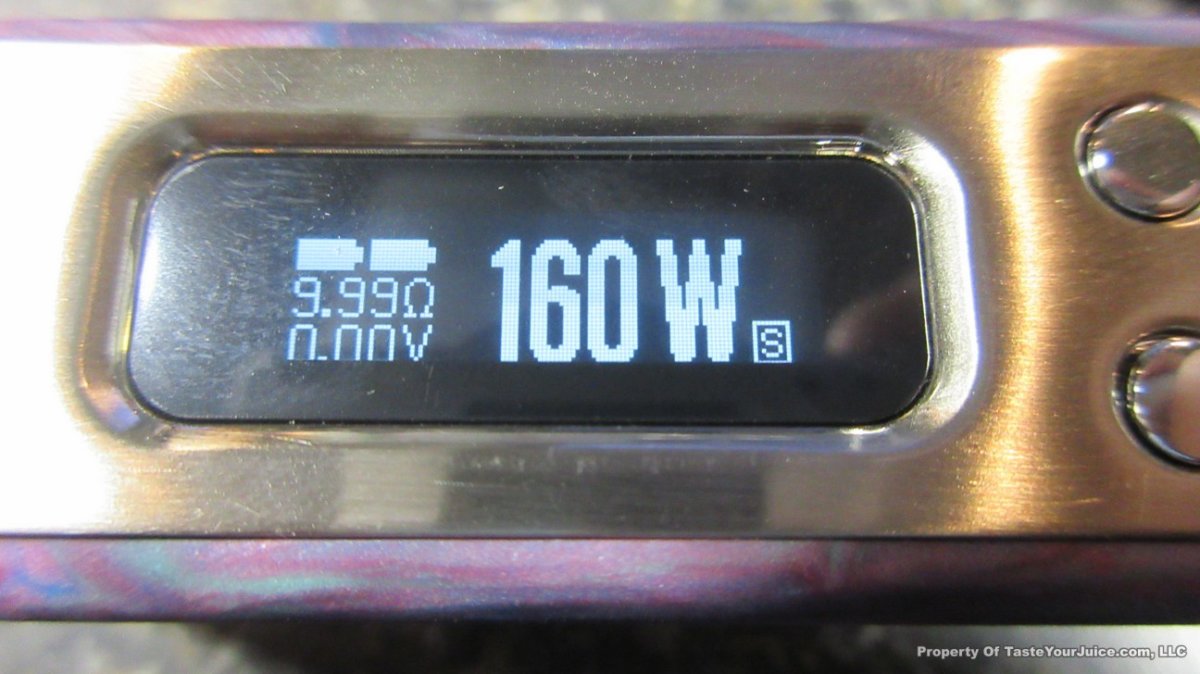 9.99Ω
0.00V
160 W
S
Property Of TasteYourJuice.com, LLC